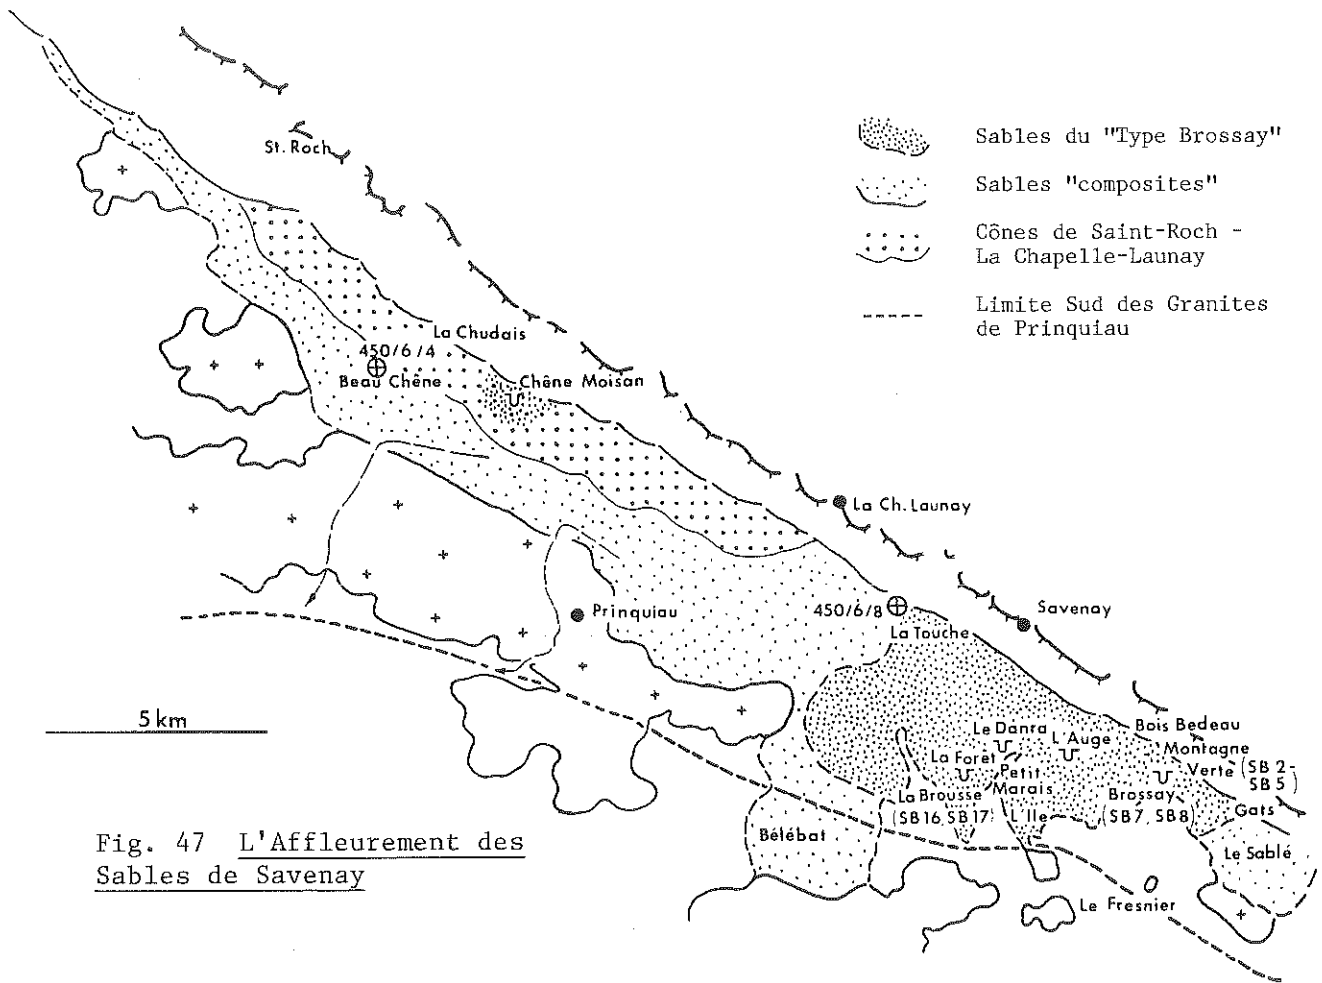 St. Roch
Sables du "Type Brossay"
Sables "composites"
Cônes de Saint-Roch -
La Chapelle-Launay
Limite Sud des Granites
de Prinquiau
La Chudais
450/6/4
Beau Chêne
Chêne Moisan
La Ch. Launay
Prinquiau
450/6/8
La Touche
Savenay
5 km
Bois Bedeau
Le Danra
L'Auge
Montagne
Verte (SB 2-
SB 5)
La Foret
Petit
Marais
La Brousse
(SB16, SB17)
L'Ile
Brossay
(SB7, SB8)
Gats
Bélébat
Le Sablé
Le Fresnier
Fig. 47 L'Affleurement des
Sables de Savenay